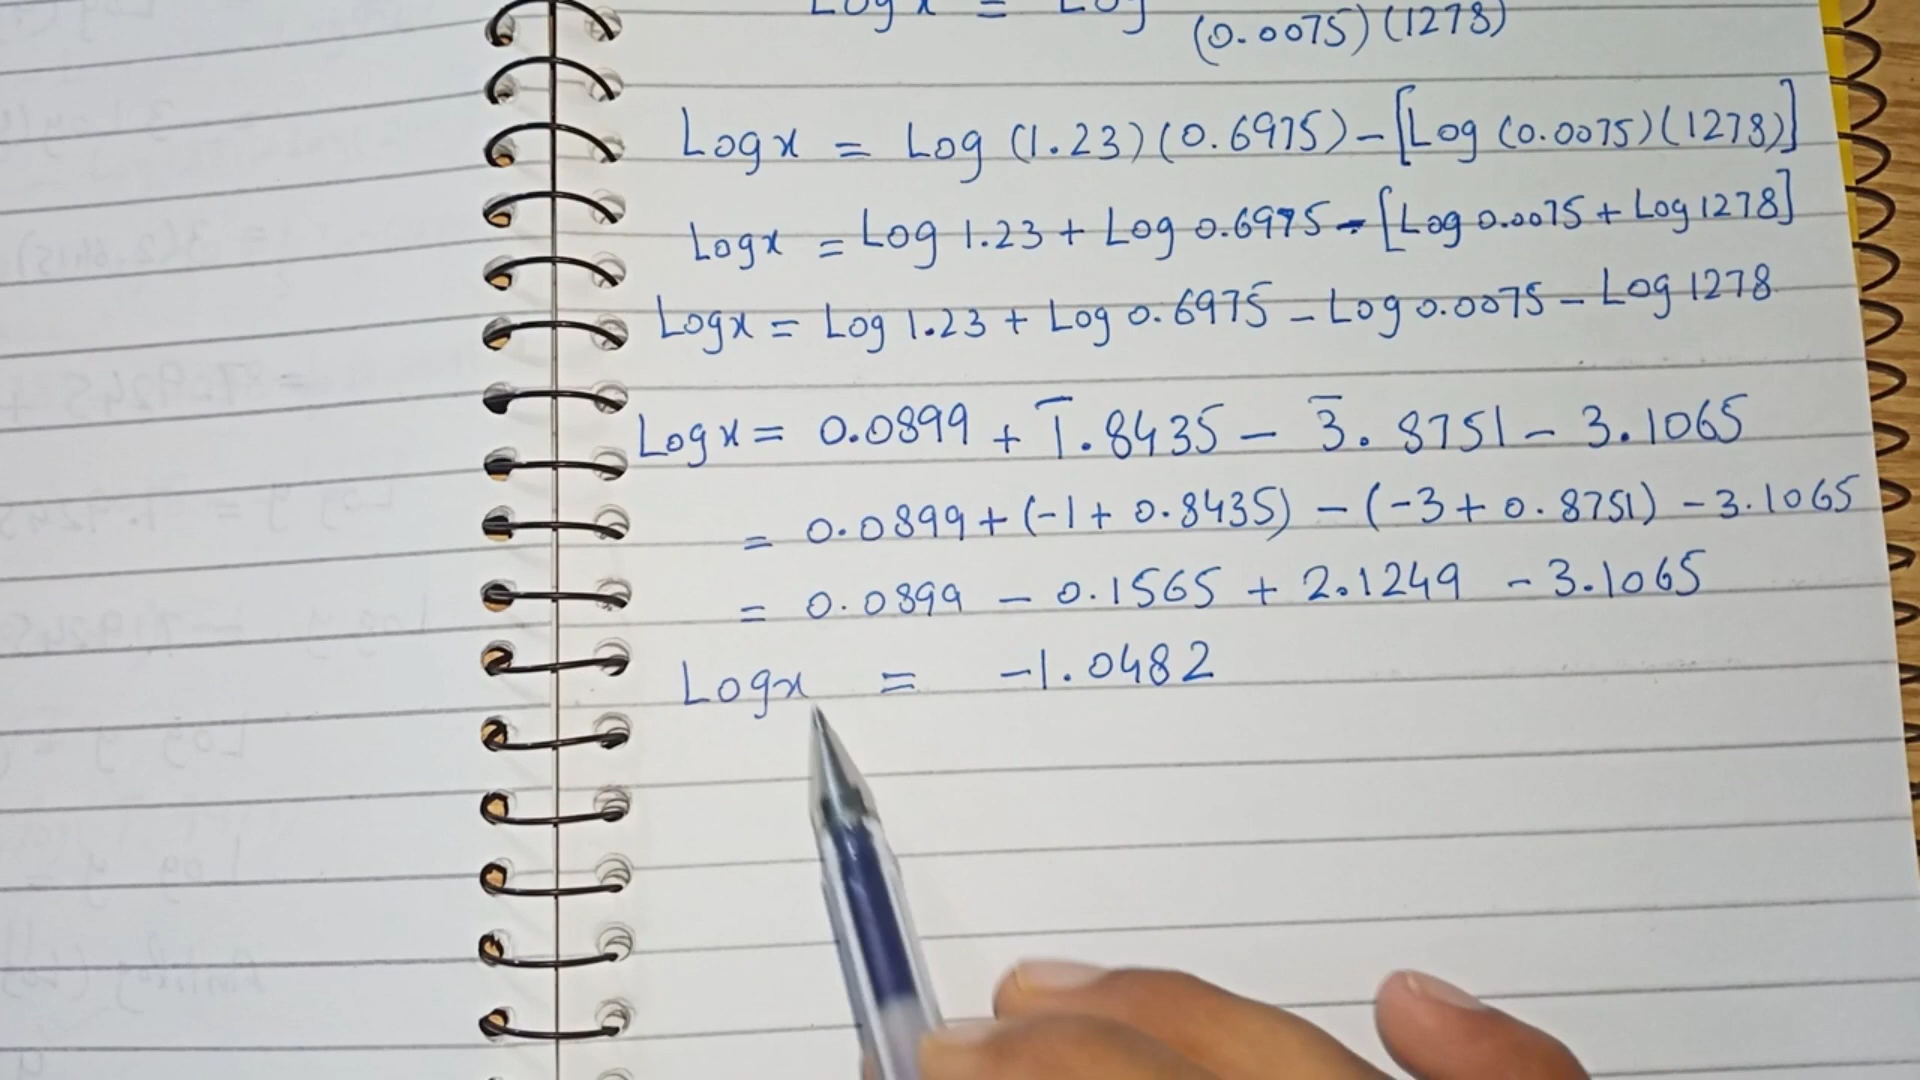 Log x = Log
(0.0075)(1278)
Log x = Log (1.23)(0.6975) - [Log (0.0075)(1278)]
Log x = Log 1.23 + Log 0.6975 - [Log 0.0075 + Log 1278]
Log x = Log 1.23 + Log 0.6975 - Log 0.0075 - Log 1278
Log x = 0.0899 + 1̄.8435 - 3̄.8751 - 3.1065
= 0.0899 + (-1 + 0.8435) - (-3 + 0.8751) - 3.1065
= 0.0899 - 0.1565 + 2.1249 - 3.1065
Log x = -1.0482